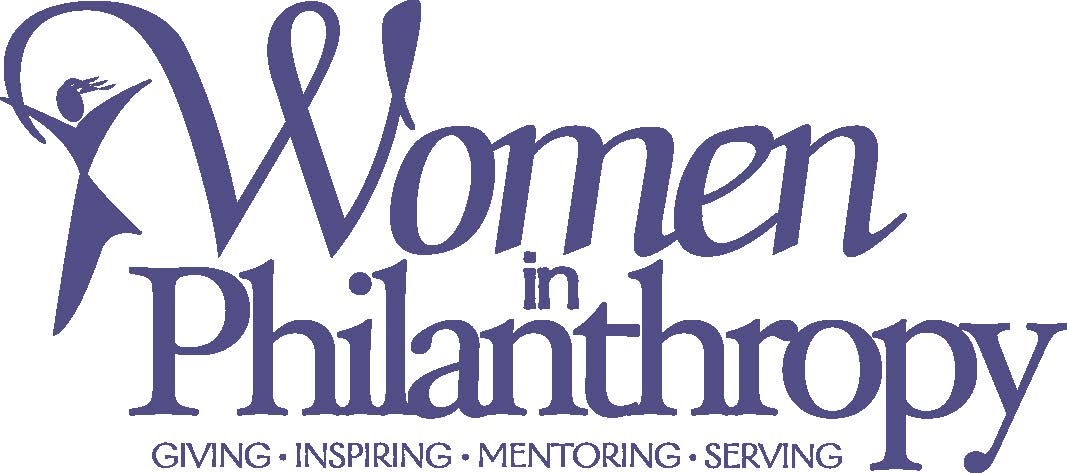 Women
in
Philanthropy
GIVING • INSPIRING • MENTORING • SERVING